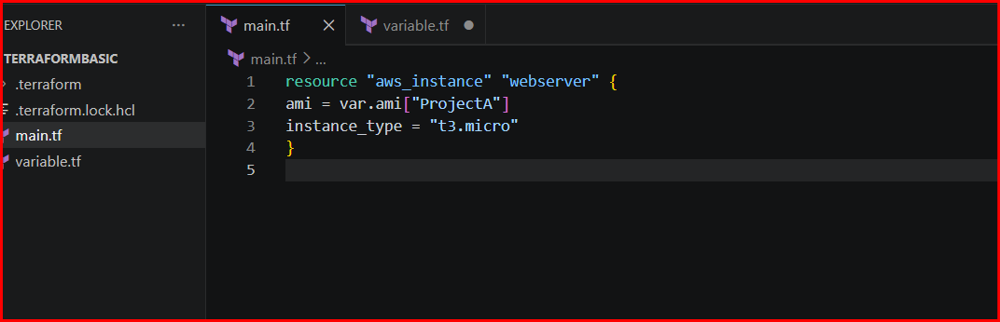 EXPLORER ...
main.tf
variable.tf
TERRAFORMBASIC
main.tf > ...
.terraform
.terraform.lock.hcl
main.tf
variable.tf
1 resource "aws_instance" "webserver" {
2 ami = var.ami["ProjectA"]
3 instance_type = "t3.micro"
4 }
5